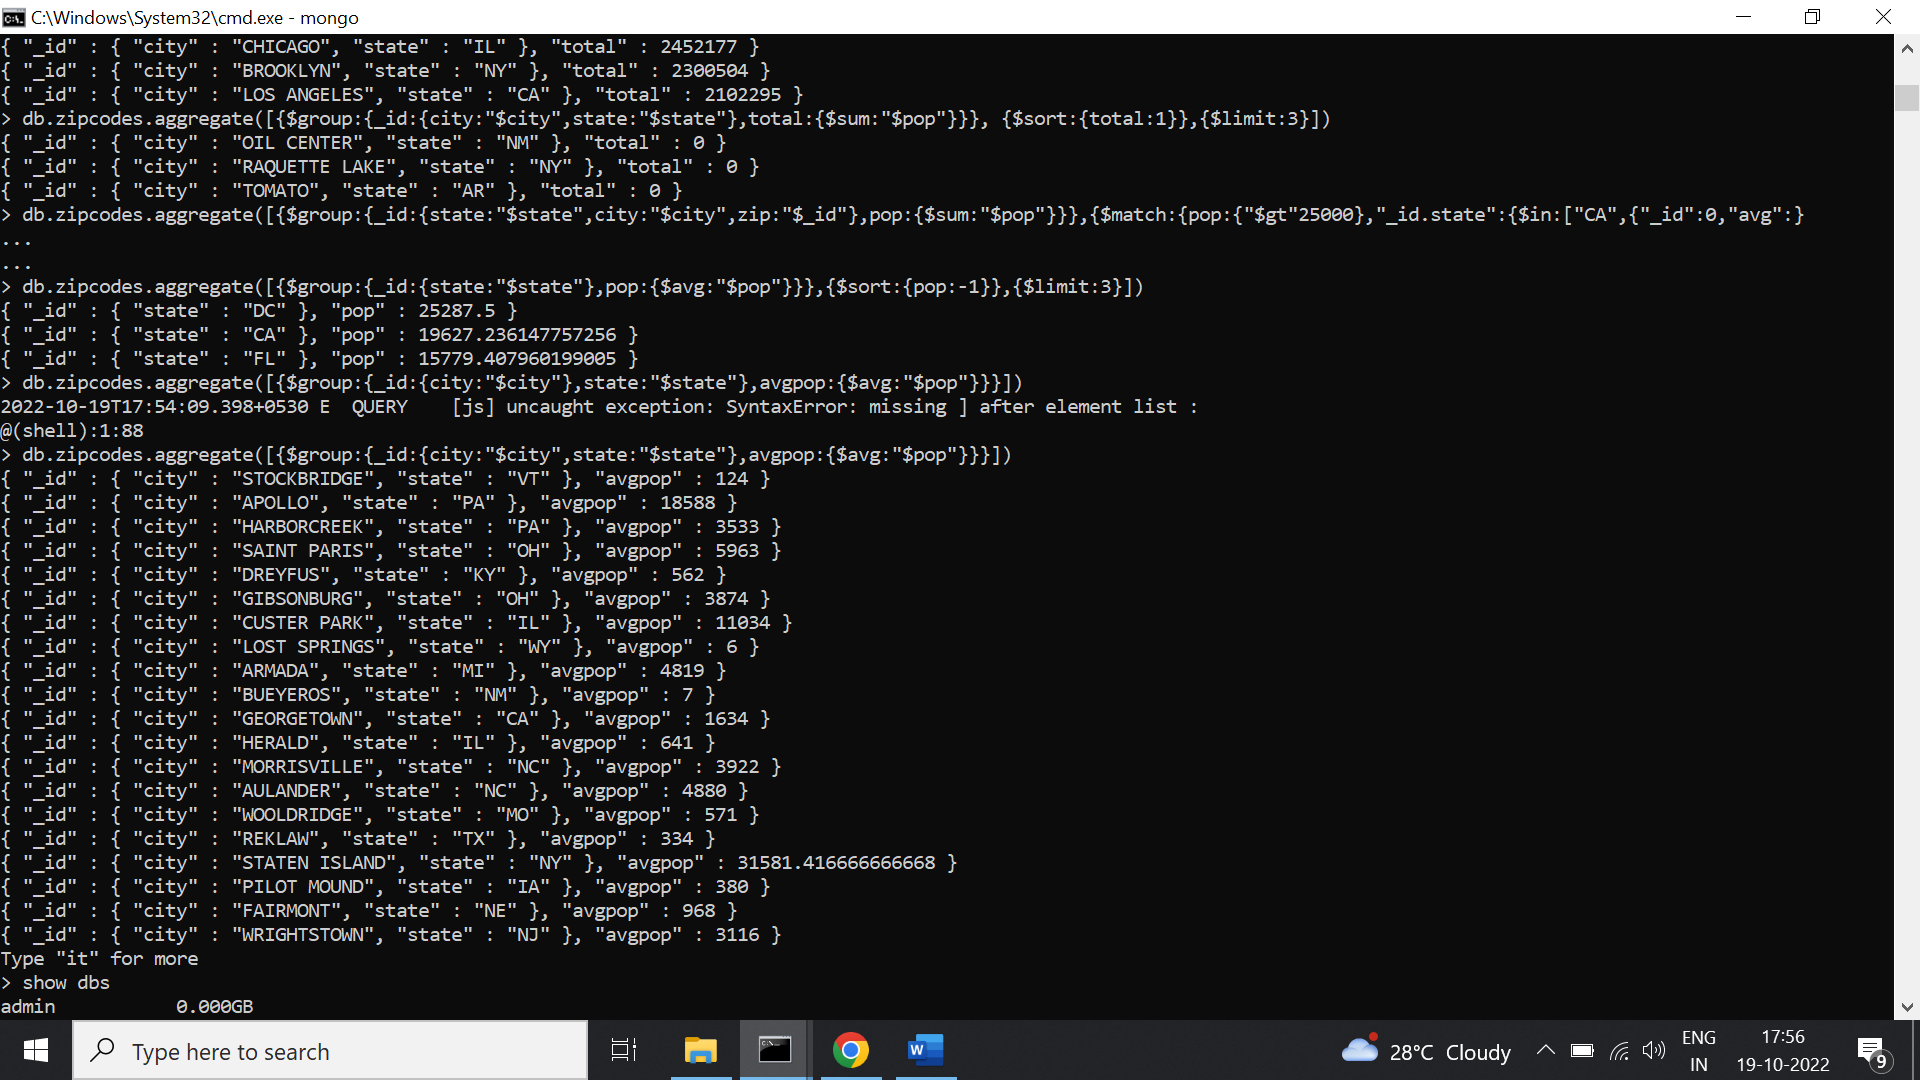 C:\Windows\System32\cmd.exe - mongo
{ "_id" : { "city" : "CHICAGO", "state" : "IL" }, "total" : 2452177 }
{ "_id" : { "city" : "BROOKLYN", "state" : "NY" }, "total" : 2300504 }
{ "_id" : { "city" : "LOS ANGELES", "state" : "CA" }, "total" : 2102295 }
> db.zipcodes.aggregate([{$group:{_id:{city:"$city",state:"$state"},total:{$sum:"$pop"}}}, {$sort:{total:1}},{$limit:3}])
{ "_id" : { "city" : "OIL CENTER", "state" : "NM" }, "total" : 0 }
{ "_id" : { "city" : "RAQUETTE LAKE", "state" : "NY" }, "total" : 0 }
{ "_id" : { "city" : "TOMATO", "state" : "AR" }, "total" : 0 }
> db.zipcodes.aggregate([{$group:{_id:{state:"$state",city:"$city",zip:"$_id"},pop:{$sum:"$pop"}}},{$match:{pop:{"$gt"25000},"_id.state":{$in:["CA",{"_id":0,"avg":}
...
...
> db.zipcodes.aggregate([{$group:{_id:{state:"$state"},pop:{$avg:"$pop"}}},{$sort:{pop:-1}},{$limit:3}])
{ "_id" : { "state" : "DC" }, "pop" : 25287.5 }
{ "_id" : { "state" : "CA" }, "pop" : 19627.236147757256 }
{ "_id" : { "state" : "FL" }, "pop" : 15779.407960199005 }
> db.zipcodes.aggregate([{$group:{_id:{city:"$city"},state:"$state"},avgpop:{$avg:"$pop"}}}])
2022-10-19T17:54:09.398+0530 E  QUERY    [js] uncaught exception: SyntaxError: missing ] after element list :
@(shell):1:88
> db.zipcodes.aggregate([{$group:{_id:{city:"$city",state:"$state"},avgpop:{$avg:"$pop"}}}])
{ "_id" : { "city" : "STOCKBRIDGE", "state" : "VT" }, "avgpop" : 124 }
{ "_id" : { "city" : "APOLLO", "state" : "PA" }, "avgpop" : 18588 }
{ "_id" : { "city" : "HARBORCREEK", "state" : "PA" }, "avgpop" : 3533 }
{ "_id" : { "city" : "SAINT PARIS", "state" : "OH" }, "avgpop" : 5963 }
{ "_id" : { "city" : "DREYFUS", "state" : "KY" }, "avgpop" : 562 }
{ "_id" : { "city" : "GIBSONBURG", "state" : "OH" }, "avgpop" : 3874 }
{ "_id" : { "city" : "CUSTER PARK", "state" : "IL" }, "avgpop" : 11034 }
{ "_id" : { "city" : "LOST SPRINGS", "state" : "WY" }, "avgpop" : 6 }
{ "_id" : { "city" : "ARMADA", "state" : "MI" }, "avgpop" : 4819 }
{ "_id" : { "city" : "BUEYEROS", "state" : "NM" }, "avgpop" : 7 }
{ "_id" : { "city" : "GEORGETOWN", "state" : "CA" }, "avgpop" : 1634 }
{ "_id" : { "city" : "HERALD", "state" : "IL" }, "avgpop" : 641 }
{ "_id" : { "city" : "MORRISVILLE", "state" : "NC" }, "avgpop" : 3922 }
{ "_id" : { "city" : "AULANDER", "state" : "NC" }, "avgpop" : 4880 }
{ "_id" : { "city" : "WOOLDRIDGE", "state" : "MO" }, "avgpop" : 571 }
{ "_id" : { "city" : "REKLAW", "state" : "TX" }, "avgpop" : 334 }
{ "_id" : { "city" : "STATEN ISLAND", "state" : "NY" }, "avgpop" : 31581.416666666668 }
{ "_id" : { "city" : "PILOT MOUND", "state" : "IA" }, "avgpop" : 380 }
{ "_id" : { "city" : "FAIRMONT", "state" : "NE" }, "avgpop" : 968 }
{ "_id" : { "city" : "WRIGHTSTOWN", "state" : "NJ" }, "avgpop" : 3116 }
Type "it" for more
> show dbs
admin           0.000GB
Type here to search
28°C Cloudy
ENG
IN
17:56
19-10-2022
9